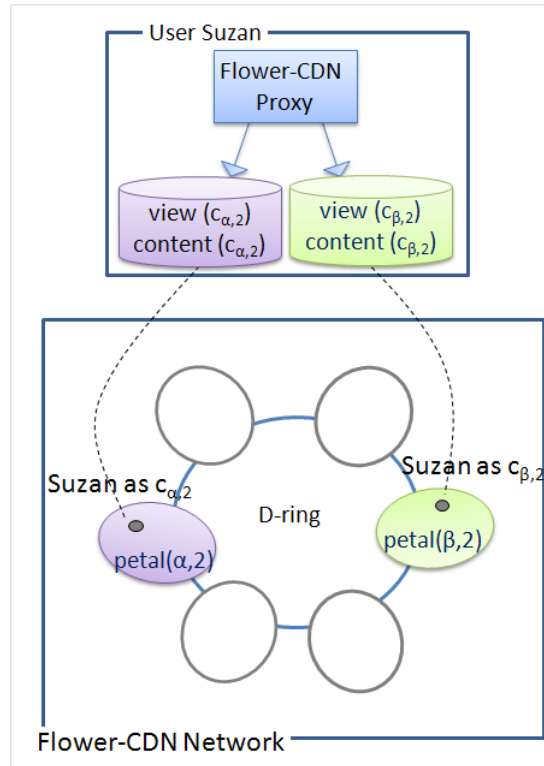 User Suzan
Flower-CDN
Proxy
view (cα,2)
content (cα,2)
view (cβ,2)
content (cβ,2)
Suzan as cα,2
Suzan as cβ,2
D-ring
petal(α,2)
petal(β,2)
Flower-CDN Network